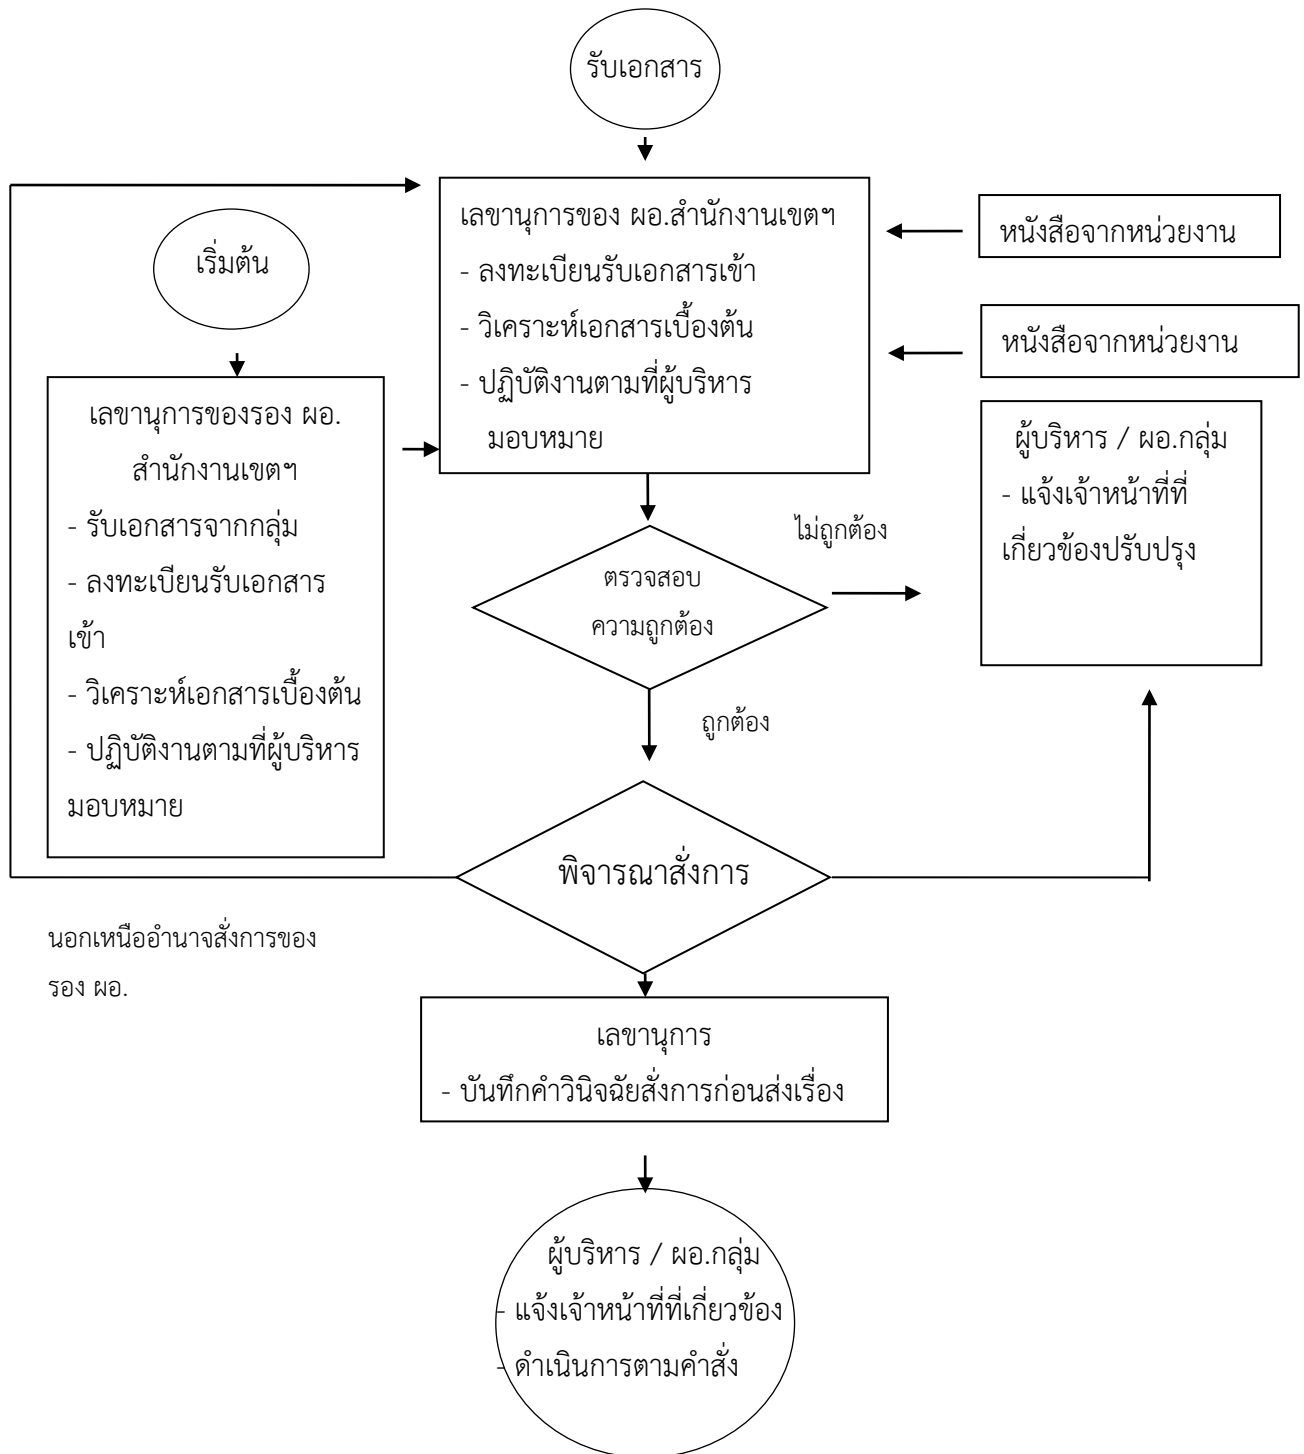 รับเอกสาร
เลขานุการของ ผอ.สำนักงานเขตฯ
- ลงทะเบียนรับเอกสารเข้า
- วิเคราะห์เอกสารเบื้องต้น
- ปฏิบัติงานตามที่ผู้บริหาร
มอบหมาย
หนังสือจากหน่วยงาน
หนังสือจากหน่วยงาน
เริ่มต้น
เลขานุการของรอง ผอ.
สำนักงานเขตฯ
- รับเอกสารจากกลุ่ม
- ลงทะเบียนรับเอกสาร
เข้า
- วิเคราะห์เอกสารเบื้องต้น
- ปฏิบัติงานตามที่ผู้บริหาร
มอบหมาย
ผู้บริหาร / ผอ.กลุ่ม
- แจ้งเจ้าหน้าที่ที่
เกี่ยวข้องปรับปรุง
ไม่ถูกต้อง
ตรวจสอบ
ความถูกต้อง
ถูกต้อง
พิจารณาสั่งการ
นอกเหนืออำนาจสั่งการของ
รอง ผอ.
เลขานุการ
- บันทึกคำวินิจฉัยสั่งการก่อนส่งเรื่อง
ผู้บริหาร / ผอ.กลุ่ม
- แจ้งเจ้าหน้าที่ที่เกี่ยวข้อง
- ดำเนินการตามคำสั่ง